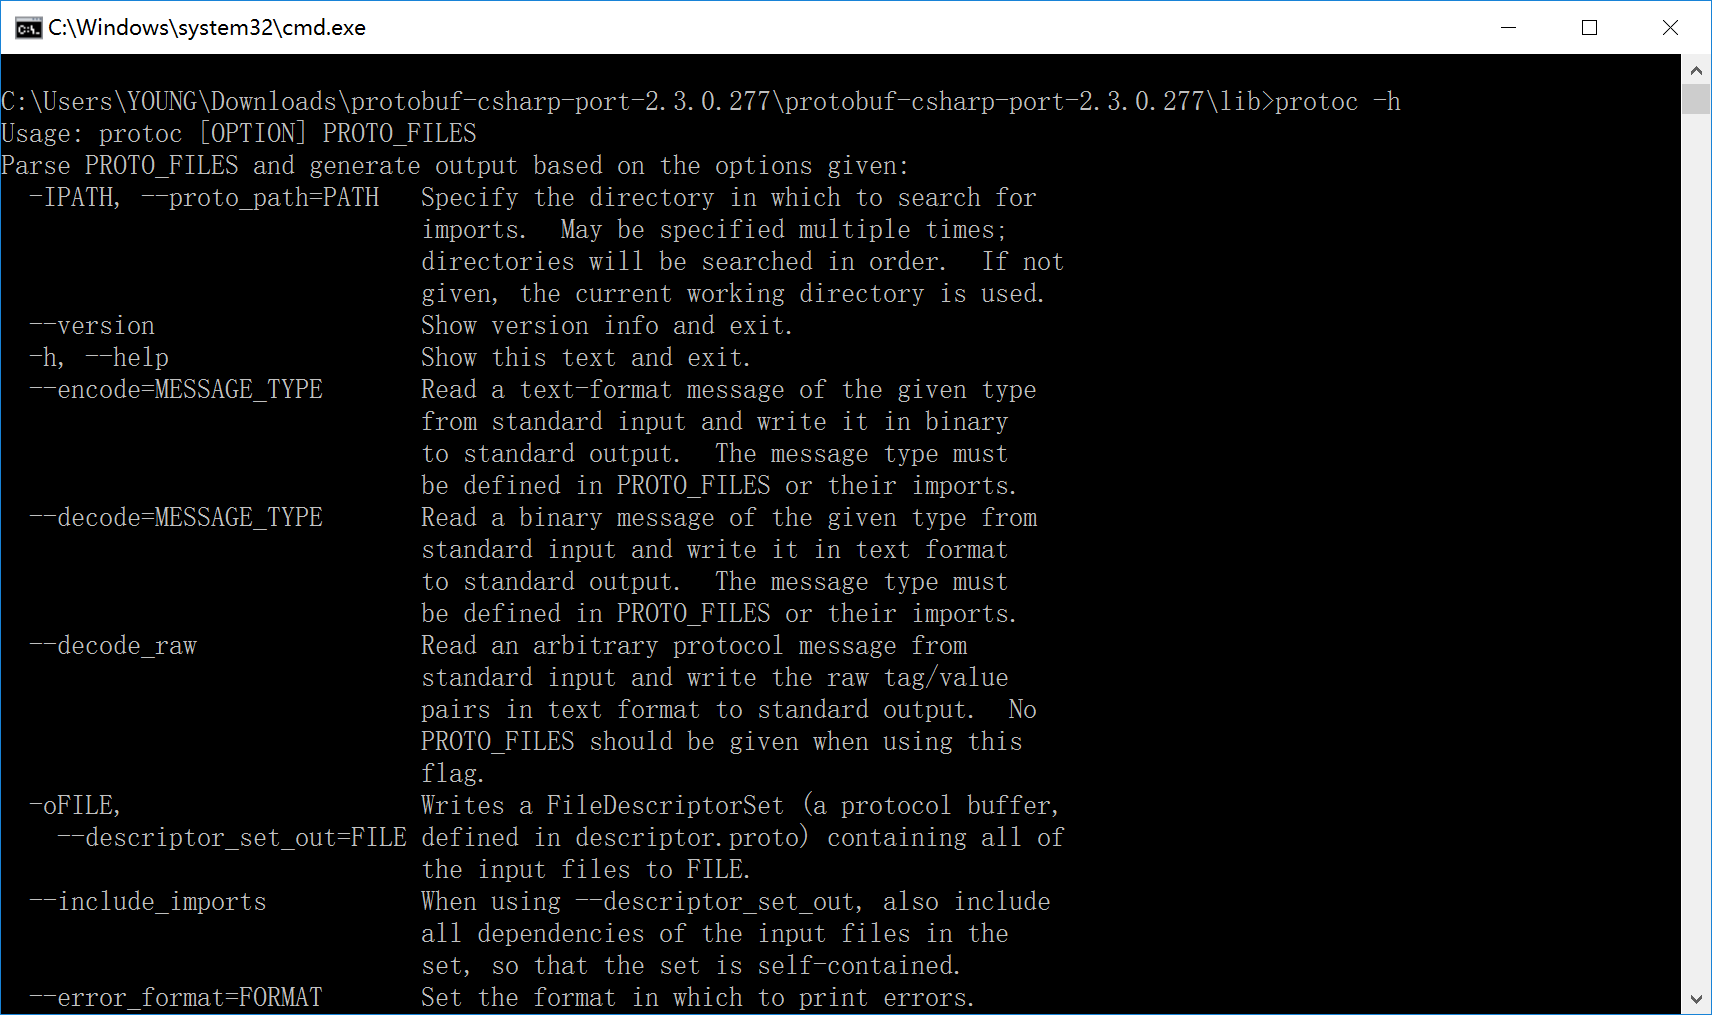 C:\Windows\system32\cmd.exe
C:\Users\YOUNG\Downloads\protobuf-csharp-port-2.3.0.277\protobuf-csharp-port-2.3.0.277\lib>protoc -h
Usage: protoc [OPTION] PROTO_FILES
Parse PROTO_FILES and generate output based on the options given:
  -IPATH, --proto_path=PATH   Specify the directory in which to search for
                              imports.  May be specified multiple times;
                              directories will be searched in order.  If not
                              given, the current working directory is used.
  --version                   Show version info and exit.
  -h, --help                  Show this text and exit.
  --encode=MESSAGE_TYPE       Read a text-format message of the given type
                              from standard input and write it in binary
                              to standard output.  The message type must
                              be defined in PROTO_FILES or their imports.
  --decode=MESSAGE_TYPE       Read a binary message of the given type from
                              standard input and write it in text format
                              to standard output.  The message type must
                              be defined in PROTO_FILES or their imports.
  --decode_raw                Read an arbitrary protocol message from
                              standard input and write the raw tag/value
                              pairs in text format to standard output.  No
                              PROTO_FILES should be given when using this
                              flag.
  -oFILE,                     Writes a FileDescriptorSet (a protocol buffer,
    --descriptor_set_out=FILE defined in descriptor.proto) containing all of
                              the input files to FILE.
  --include_imports           When using --descriptor_set_out, also include
                              all dependencies of the input files in the
                              set, so that the set is self-contained.
  --error_format=FORMAT       Set the format in which to print errors.